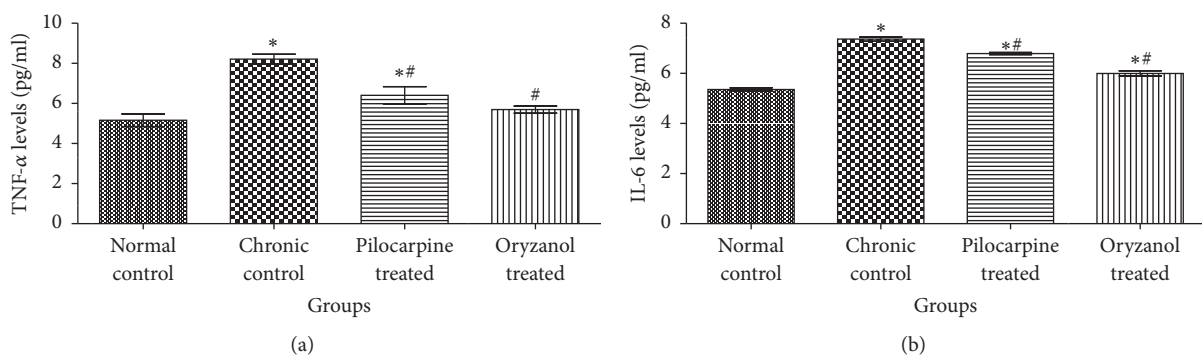 10
8
6
4
2
0
TNF-α levels (pg/ml)
*
*#
#
Normal
control
Chronic
control
Pilocarpine
treated
Oryzanol
treated
Groups
(a)
8
6
4
2
0
IL-6 levels (pg/ml)
*
*#
*#
Normal
control
Chronic
control
Pilocarpine
treated
Oryzanol
treated
Groups
(b)